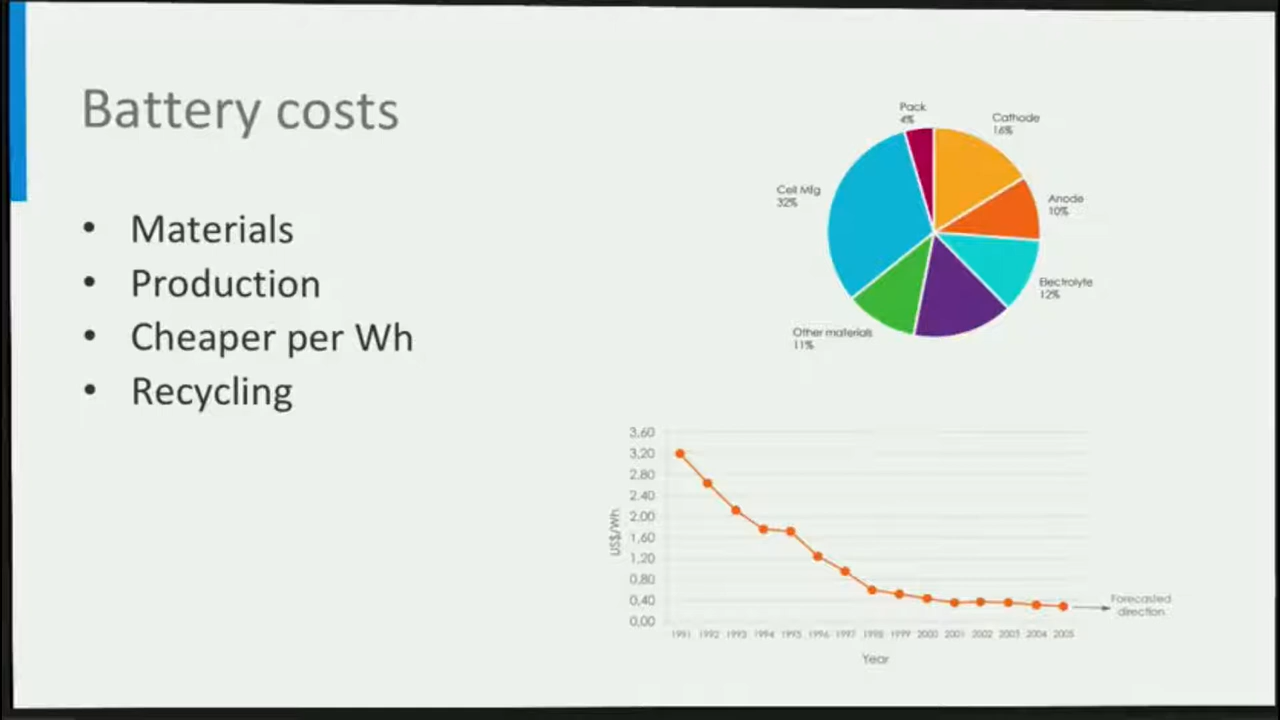 Battery costs
• Materials
• Production
• Cheaper per Wh
• Recycling
Pack
4%
Cathode
16%
Anode
10%
Electrolyte
12%
Other materials
11%
Cell Mfg
32%
3,60
3,20
2,80
2,40
2,00
1,60
1,20
0,80
0,40
0,00
US$/Wh
1991 1992 1993 1994 1995 1996 1997 1998 1999 2000 2001 2002 2003 2004 2005
Year
Forecasted
direction